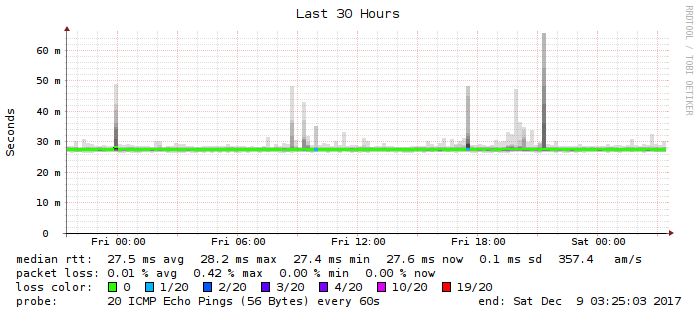 Last 30 Hours
RRDTOOL / TOBI OETIKER
Seconds
60 m
50 m
40 m
30 m
20 m
10 m
0
Fri 00:00 Fri 06:00 Fri 12:00 Fri 18:00 Sat 00:00
median rtt: 27.5 ms avg 28.2 ms max 27.4 ms min 27.6 ms now 0.1 ms sd 357.4 am/s
packet loss: 0.01 % avg 0.42 % max 0.00 % min 0.00 % now
loss color: 0 1/20 2/20 3/20 4/20 10/20 19/20
probe: 20 ICMP Echo Pings (56 Bytes) every 60s end: Sat Dec 9 03:25:03 2017